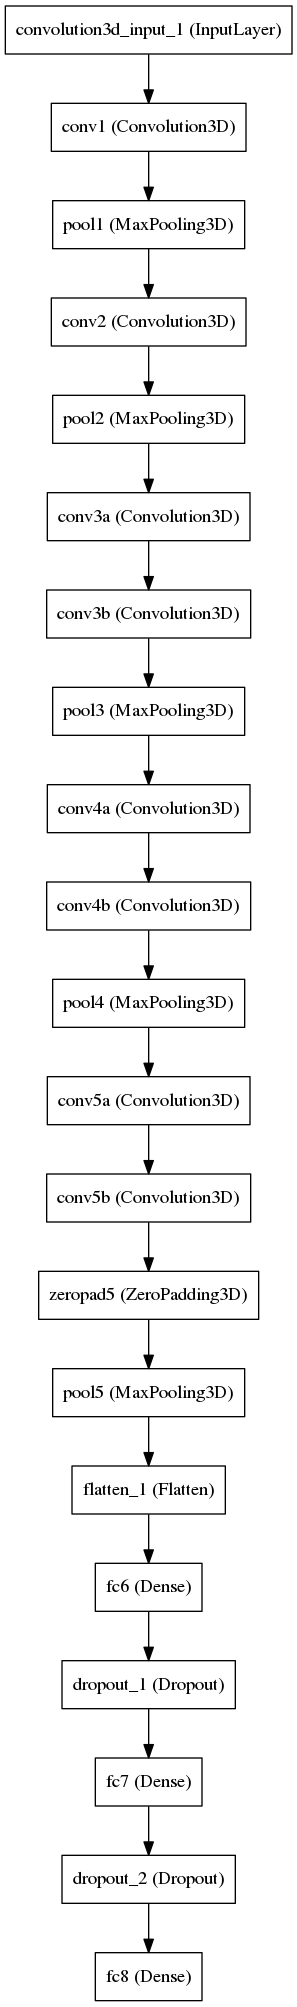 convolution3d_input_1 (InputLayer)
conv1 (Convolution3D)
pool1 (MaxPooling3D)
conv2 (Convolution3D)
pool2 (MaxPooling3D)
conv3a (Convolution3D)
conv3b (Convolution3D)
pool3 (MaxPooling3D)
conv4a (Convolution3D)
conv4b (Convolution3D)
pool4 (MaxPooling3D)
conv5a (Convolution3D)
conv5b (Convolution3D)
zeropad5 (ZeroPadding3D)
pool5 (MaxPooling3D)
flatten_1 (Flatten)
fc6 (Dense)
dropout_1 (Dropout)
fc7 (Dense)
dropout_2 (Dropout)
fc8 (Dense)